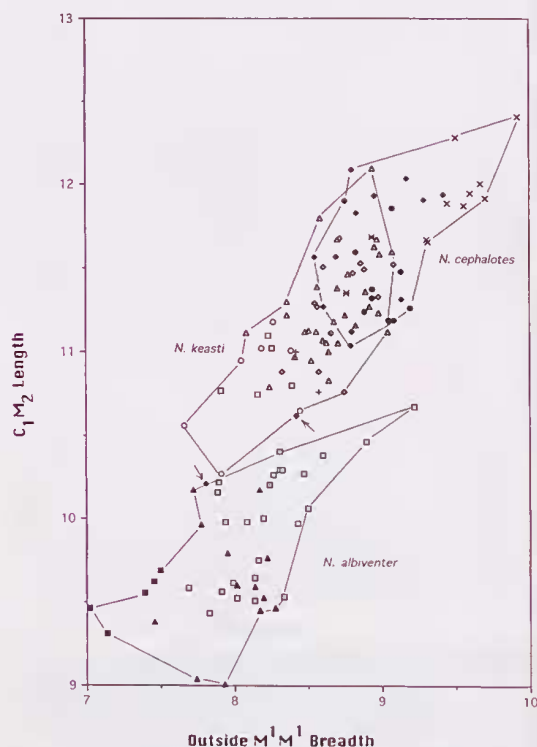 13
12
N. cephalotes
N. keasti
11
C₁M₂ Length
10
N. albiventer
9
7 8 9 10
Outside M¹M¹ Breadth